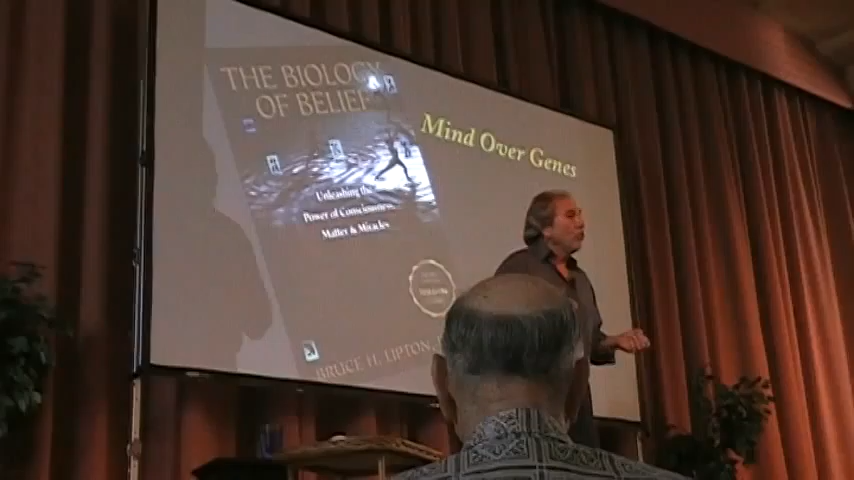 THE BIOLOGY
OF BELIEF
Mind Over Genes
Unleashing the
Power of Consciousness,
Matter & Miracles
BRUCE H. LIPTON,